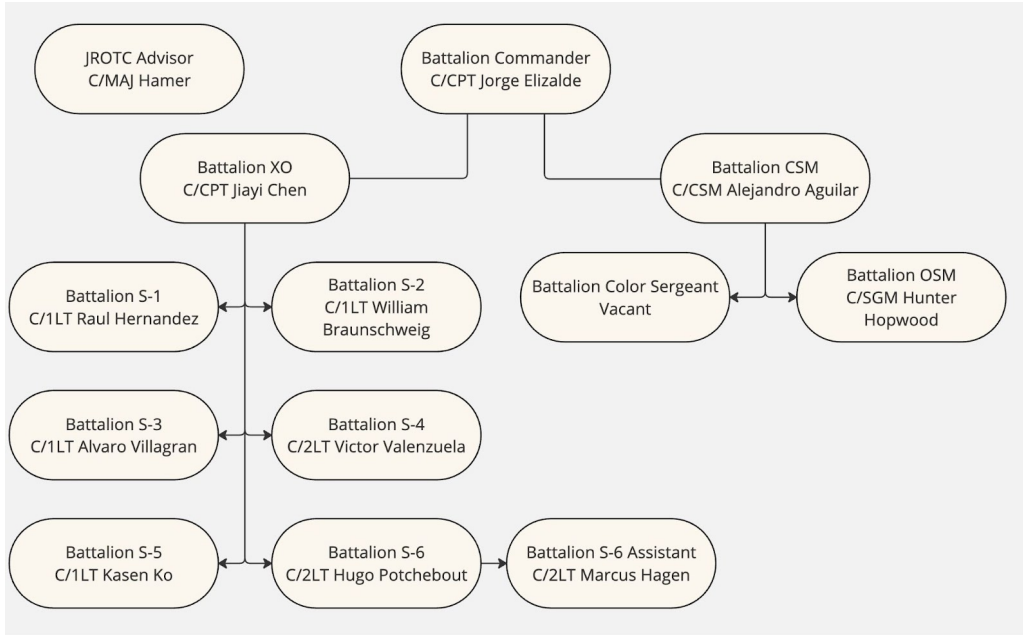 JROTC Advisor
C/MAJ Hamer
Battalion Commander
C/CPT Jorge Elizalde
Battalion XO
C/CPT Jiayi Chen
Battalion CSM
C/CSM Alejandro Aguilar
Battalion S-1
C/1LT Raul Hernandez
Battalion S-2
C/1LT William
Braunschweig
Battalion Color Sergeant
Vacant
Battalion OSM
C/SGM Hunter
Hopwood
Battalion S-3
C/1LT Alvaro Villagran
Battalion S-4
C/2LT Victor Valenzuela
Battalion S-5
C/1LT Kasen Ko
Battalion S-6
C/2LT Hugo Potchebout
Battalion S-6 Assistant
C/2LT Marcus Hagen